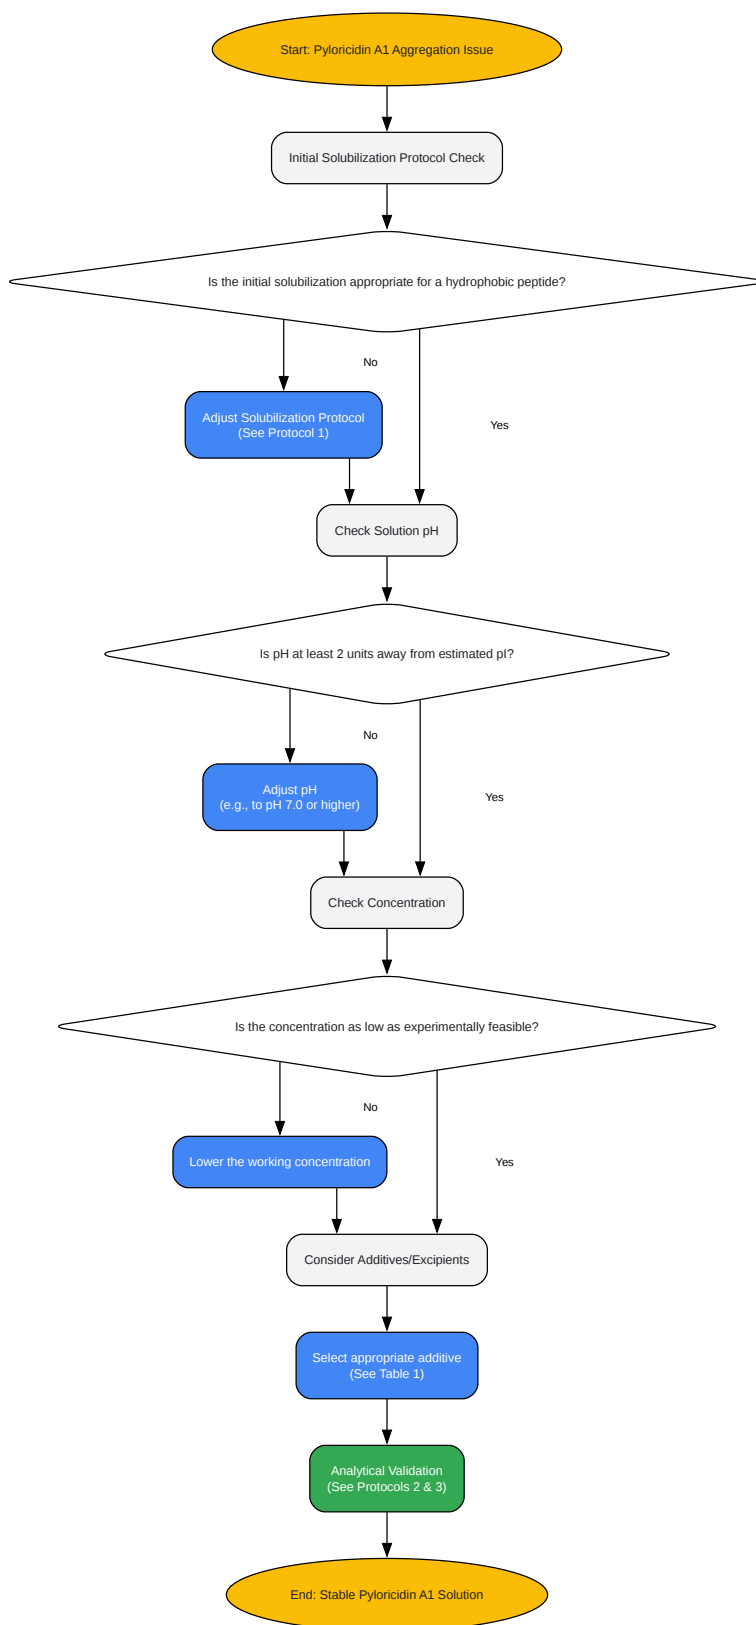 Start: Pyloricidin A1 Aggregation Issue
Initial Solubilization Protocol Check
Is the initial solubilization appropriate for a hydrophobic peptide?
No
Adjust Solubilization Protocol
(See Protocol 1)
Yes
Check Solution pH
Is pH at least 2 units away from estimated pI?
No
Adjust pH
(e.g., to pH 7.0 or higher)
Yes
Check Concentration
Is the concentration as low as experimentally feasible?
No
Lower the working concentration
Yes
Consider Additives/Excipients
Select appropriate additive
(See Table 1)
Analytical Validation
(See Protocols 2 & 3)
End: Stable Pyloricidin A1 Solution